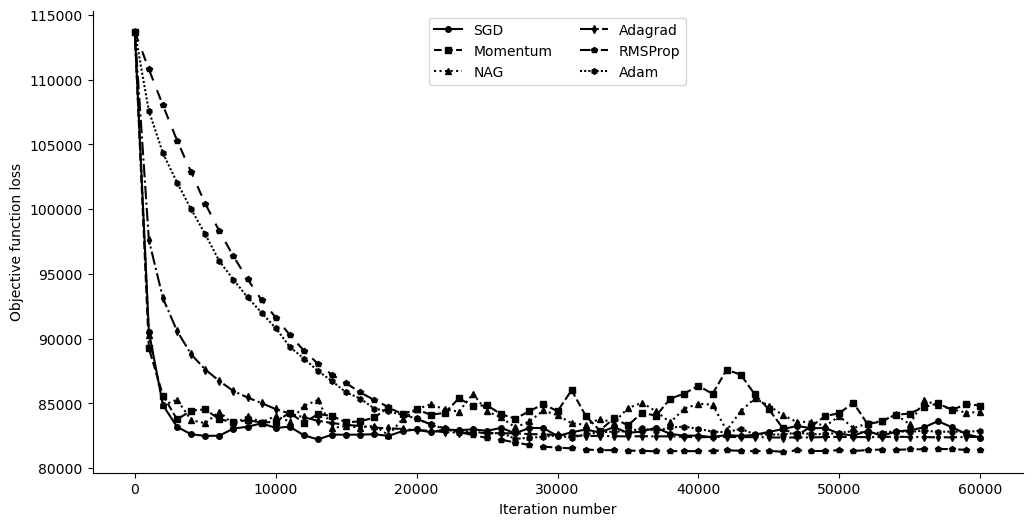 115000
110000
105000
100000
95000
90000
85000
80000
Objective function loss
SGD
Momentum
NAG
Adagrad
RMSProp
Adam
0
10000
20000
30000
40000
50000
60000
Iteration number